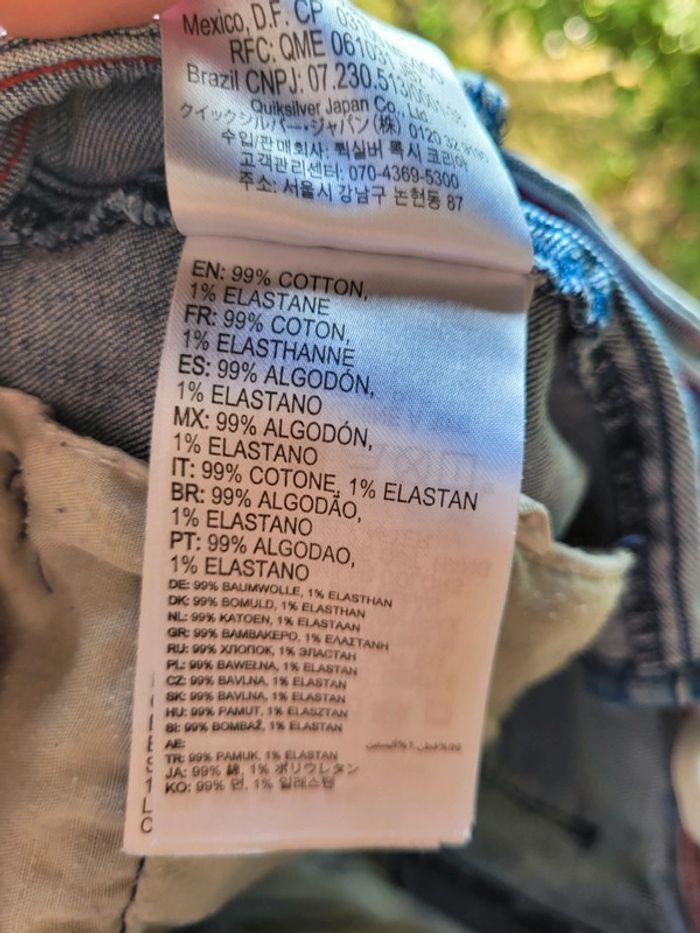 Mexico, D.F. CP
RFC: QME
Brazil CNPJ: 07.230.513/0001
Quiksilver Japan Co., Ltd
クイックシルバー・ジャパン(株) 0120 32
수입/판매회사: 퀵실버 록시 코리아
고객관리센터: 070-4369-5300
주소: 서울시 강남구 논현동 87
EN: 99% COTTON,
1% ELASTANE
FR: 99% COTON,
1% ELASTHANNE
ES: 99% ALGODÓN,
1% ELASTANO
MX: 99% ALGODÓN,
1% ELASTANO
IT: 99% COTONE, 1% ELASTAN
BR: 99% ALGODÃO,
1% ELASTANO
PT: 99% ALGODAO,
1% ELASTANO
DE: 99% BAUMWOLLE, 1% ELASTHAN
DK: 99% BOMULD, 1% ELASTHAN
NL: 99% KATOEN, 1% ELASTAAN
GR: 99% ΒΑΜΒΑΚΕΡΟ, 1% ΕΛΑΣΤΑΝΗ
RU: 99% ХЛОПОК, 1% ЭЛАСТАН
PL: 99% BAWEŁNA, 1% ELASTAN
CZ: 99% BAVLNA, 1% ELASTAN
SK: 99% BAVLNA, 1% ELASTAN
HU: 99% PAMUT, 1% ELASZTAN
SI: 99% BOMBAŽ, 1% ELASTAN
AE:
TR: 99% PAMUK, 1% ELASTAN
JA: 99% 綿, 1% ポリウレタン
KO: 99% 면, 1% 일래스텐